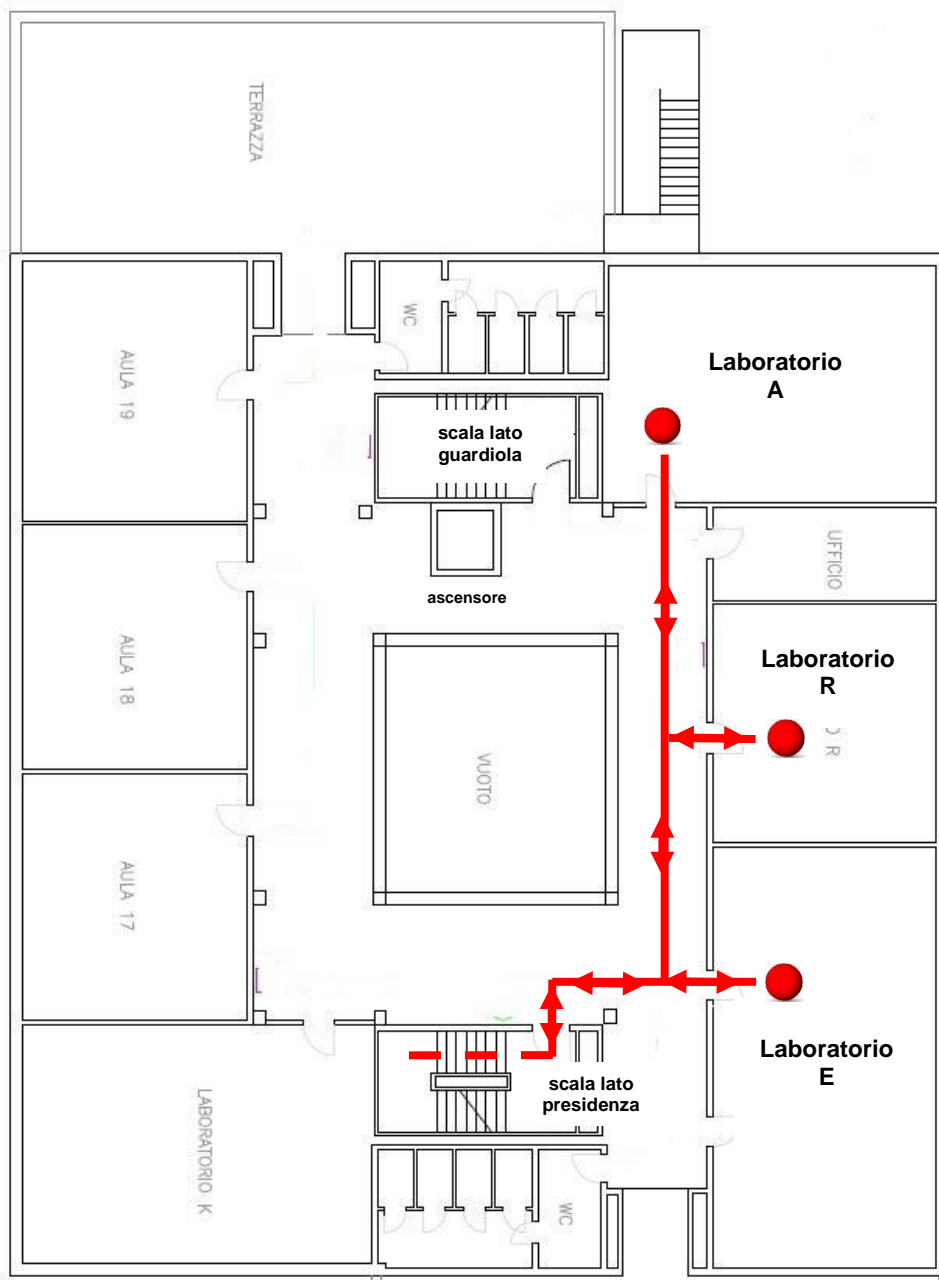 TERRAZZA
WC
AULA 19
Laboratorio
A
scala lato
guardiola
UFFICIO
ascensore
AULA 18
Laboratorio
R
R
VUOTO
AULA 17
Laboratorio
E
scala lato
presidenza
LABORATORIO K
WC